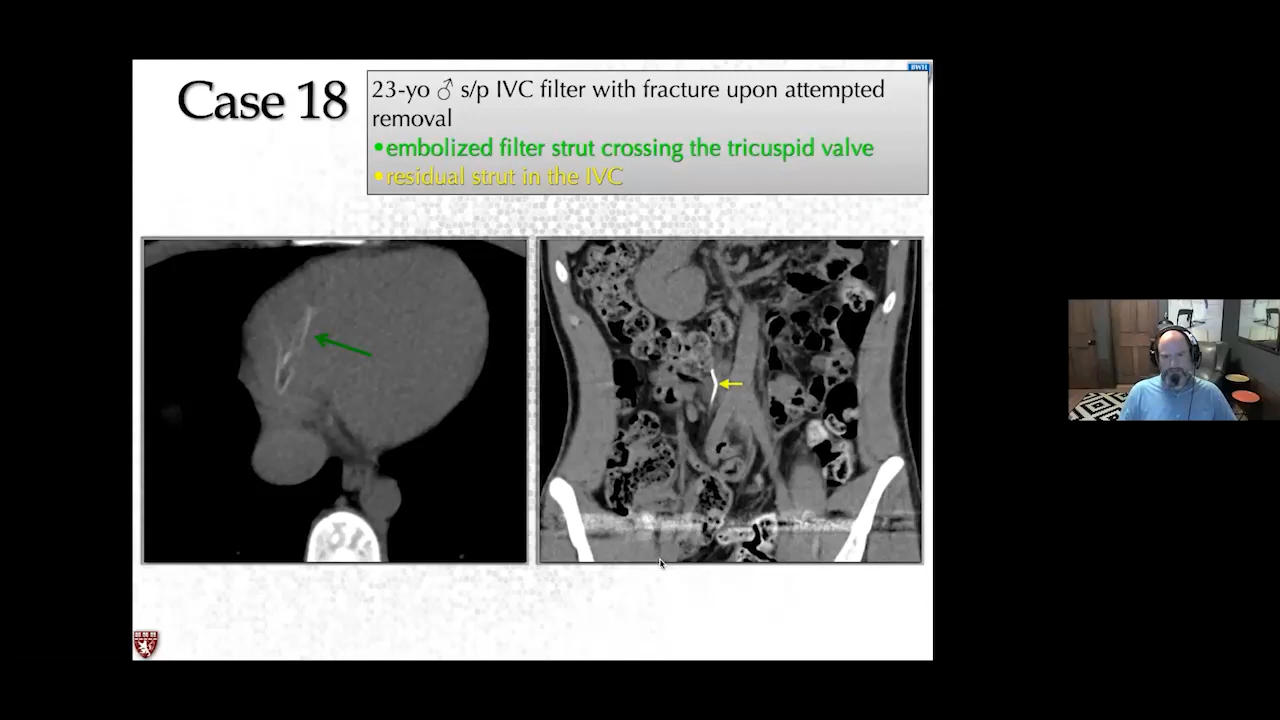 BWH
Case 18
23-yo ♂ s/p IVC filter with fracture upon attempted
removal
•embolized filter strut crossing the tricuspid valve
•residual strut in the IVC